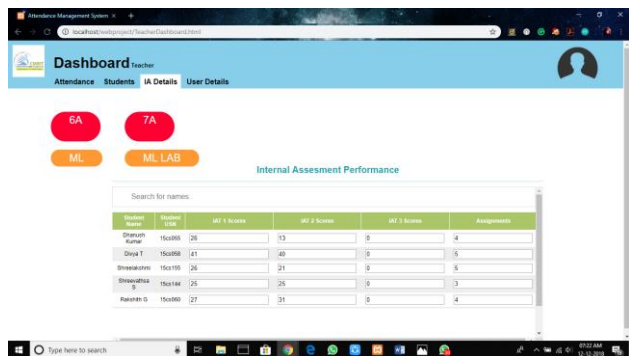 Attendance Management System
localhost/webproject/TeacherDashboard.html
Dashboard Teacher
Attendance Students IA Details User Details
6A 7A
ML ML LAB
Internal Assesment Performance
Search for names
Student Name Student USN IAT 1 Scores IAT 2 Scores IAT 3 Scores Assignments
Dhanush Kumar 26 13 0 4
Divya T 41 40 0 5
Shreelakshmi 15cs155 26 21 0 5
Shreevathsa S 15cs144 25 25 0 3
Rakshith G 27 31 0 4
Type here to search
07:22 AM
12-12-2018